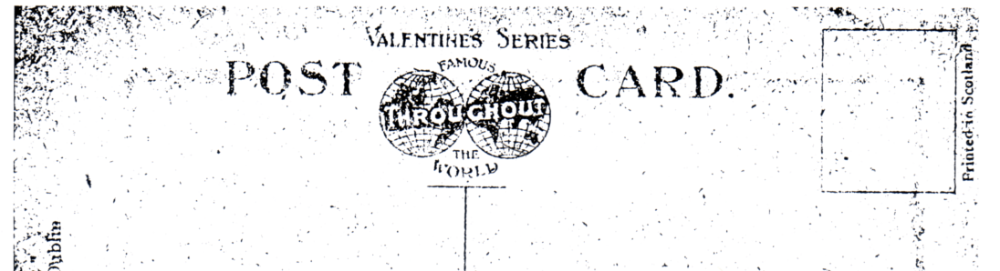 VALENTINES SERIES
POST CARD.
FAMOUS
THROUGHOUT
THE
WORLD
Printed in Scotland
Dublin